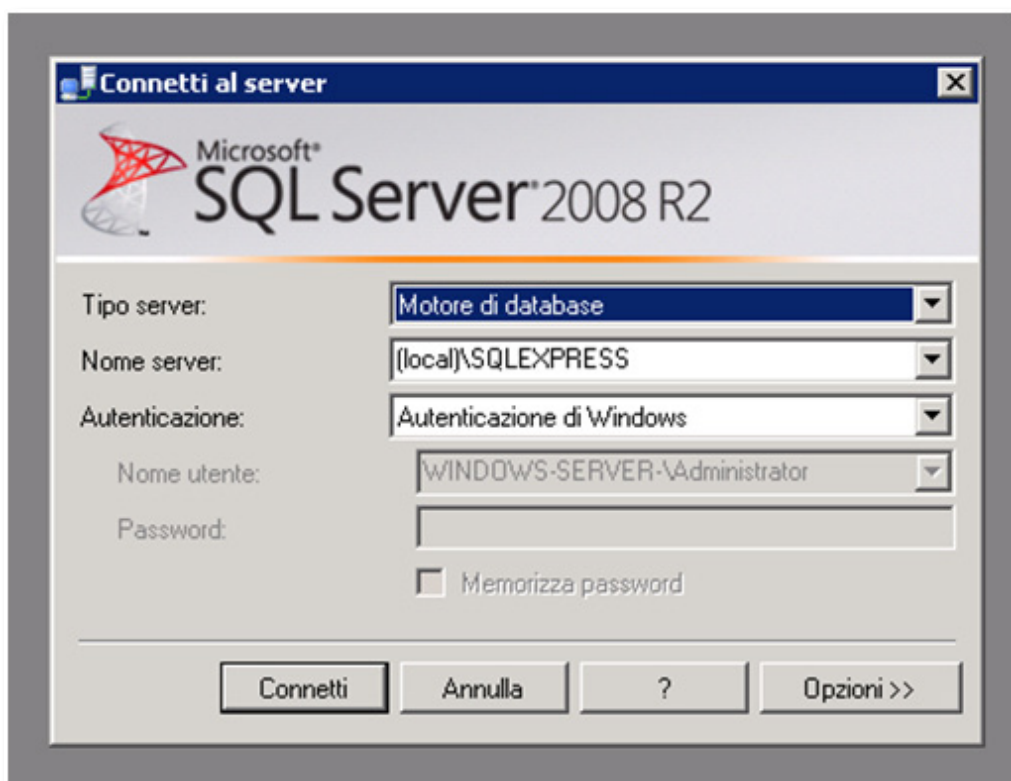 Connetti al server
Microsoft®
SQL Server® 2008 R2
Tipo server: Motore di database
Nome server: (local)\SQLEXPRESS
Autenticazione: Autenticazione di Windows
Nome utente: WINDOWS-SERVER-\Administrator
Password:
Memorizza password
Connetti Annulla ? Opzioni >>